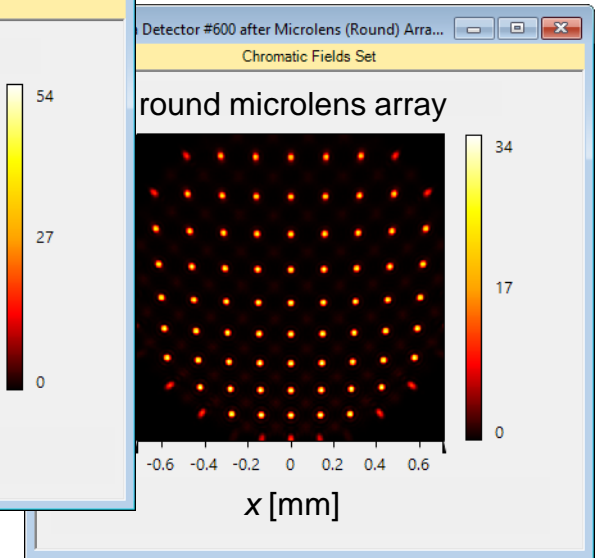 Detector #600 after Microlens (Round) Arra...
Chromatic Fields Set
round microlens array
54
27
0
34
17
0
-0.6 -0.4 -0.2 0 0.2 0.4 0.6
x [mm]